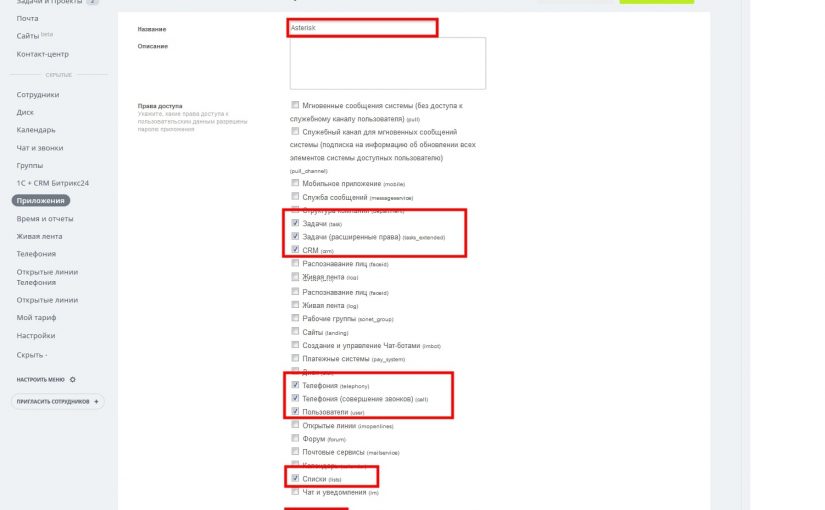 Задачи и Проекты 2
Почта
Сайты beta
Контакт-центр
СКРЫТЫЕ
Сотрудники
Диск
Календарь
Чат и звонки
Группы
1С + CRM Битрикс24
Приложения
Время и отчеты
Живая лента
Телефония
Открытые линии
Телефония
Открытые линии
Мой тариф
Настройки
Скрыть -
НАСТРОИТЬ МЕНЮ
ПРИГЛАСИТЬ СОТРУДНИКОВ +
Название
Asterisk
Описание
Права доступа
Укажите, какие права доступа к
пользовательским данным разрешены
паролю приложения
Мгновенные сообщения системы (без доступа к
служебному каналу пользователя) (pull)
Служебный канал для мгновенных сообщений
системы (подписка на информацию об обновлении всех
элементов системы доступных пользователю)
(pull_channel)
Мобильное приложение (mobile)
Служба сообщений (messageservice)
Структура компании (department)
Задачи (task)
Задачи (расширенные права) (tasks_extended)
CRM (crm)
Распознавание лиц (faceid)
Живая лента (log)
Распознавание лиц (faceid)
Живая лента (log)
Рабочие группы (sonet_group)
Сайты (landing)
Создание и управление Чат-ботами (imbot)
Платежные системы (pay_system)
Телефония (telephony)
Телефония (совершение звонков) (call)
Пользователи (user)
Открытые линии (imopenlines)
Форум (forum)
Почтовые сервисы (mailservice)
Календарь
Списки (lists)
Чат и уведомления (im)